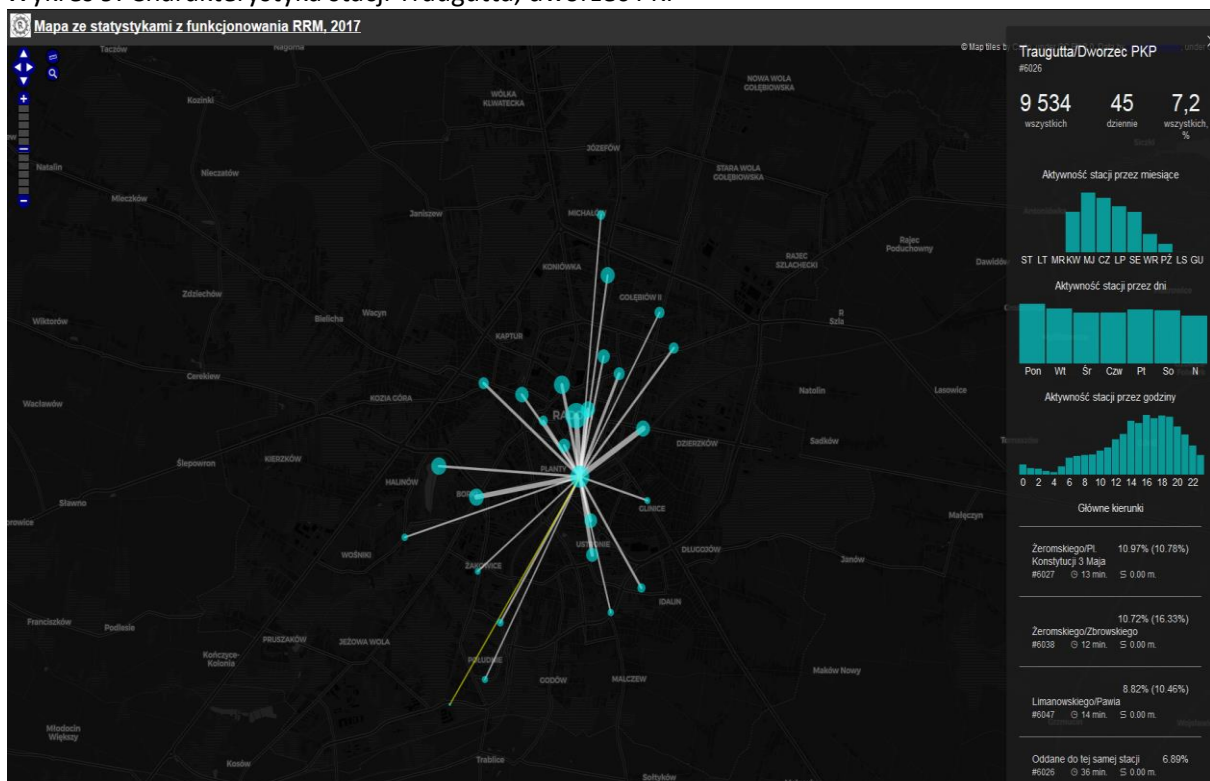 Mapa ze statystykami z funkcjonowania RRM, 2017
© Map tiles by
under
Taczów
Nagórna
NOWA WOLA
GOŁĘBIOWSKA
Kozinki
WÓLKA
KLWATECKA
JÓZEFÓW
Natalin
Nieczatów
STARA WOLA
GOŁĘBIOWSKA
Mleczków
Janiszew
MICHAŁÓW
Rajec
Poduchowny
RAJEC
SZLACHECKI
Dawidów
KONIÓWKA
Zdziechów
GOŁĘBIÓW II
Wiktorów
Bielicha
Wacyn
R
Szla
KAPTUR
Cerekiew
KOZIA GÓRA
Natolin
Lasowice
Wacławów
DZIERZKÓW
Sadków
Ślepowron
KIERZKÓW
PLANTY
HALINÓW
Sławno
GLINICE
Małęczyn
USTRONIE
DŁUGOJÓW
WOŚNIKI
ŻAKOWICE
Janów
IDALIN
Franciszków
Podlesie
PRUSZAKÓW
JEŻOWA WOLA
Kończyce-
Kolonia
POŁUDNIE
GODÓW
MALCZEW
Maków Nowy
Młodocin
Większy
Kosów
Trablice
Sołtyków
Traugutta/Dworzec PKP
#6026
9 534 45 7,2
wszystkich dziennie wszystkich,
%
Aktywność stacji przez miesiące
ST LT MR KW MJ CZ LP SE WR PŹ LS GU
Aktywność stacji przez dni
Pon Wt Śr Czw Pt So N
Aktywność stacji przez godziny
0 2 4 6 8 10 12 14 16 18 20 22
Główne kierunki
Żeromskiego/Pl. 10.97% (10.78%)
Konstytucji 3 Maja
#6027 13 min. 0.00 m.
10.72% (16.33%)
Żeromskiego/Zbrowskiego
#6038 12 min. 0.00 m.
8.82% (10.46%)
Limanowskiego/Pawia
#6047 14 min. 0.00 m.
Oddane do tej samej stacji 6.89%
#6026 36 min. 0.00 m.